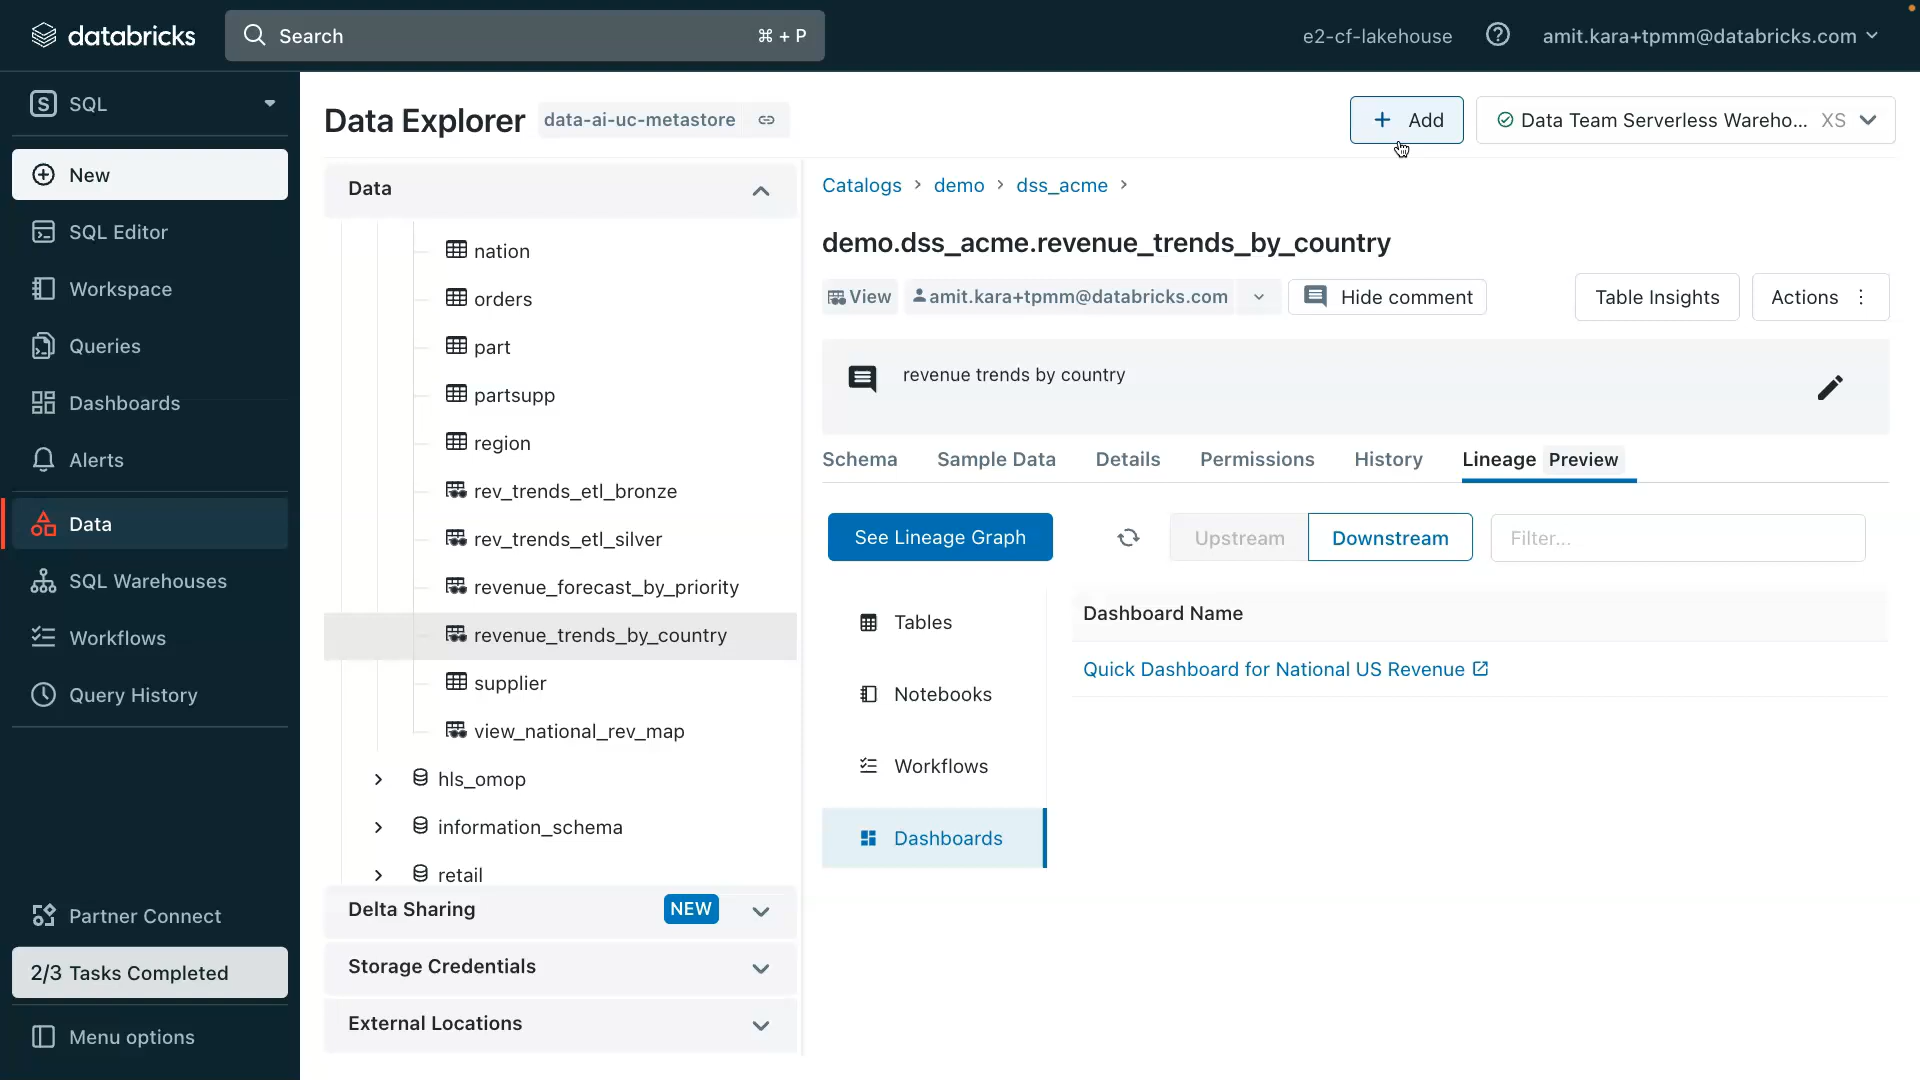 databricks
Search
⌘ + P
e2-cf-lakehouse
amit.kara+tpmm@databricks.com
S SQL
New
SQL Editor
Workspace
Queries
Dashboards
Alerts
Data
SQL Warehouses
Workflows
Query History
Partner Connect
2/3 Tasks Completed
Menu options
Data Explorer
data-ai-uc-metastore
+ Add
Data Team Serverless Wareho... XS
Data
nation
orders
part
partsupp
region
rev_trends_etl_bronze
rev_trends_etl_silver
revenue_forecast_by_priority
revenue_trends_by_country
supplier
view_national_rev_map
hls_omop
information_schema
retail
Delta Sharing NEW
Storage Credentials
External Locations
Catalogs > demo > dss_acme >
demo.dss_acme.revenue_trends_by_country
View amit.kara+tpmm@databricks.com Hide comment
Table Insights
Actions
revenue trends by country
Schema Sample Data Details Permissions History Lineage Preview
See Lineage Graph
Upstream Downstream
Filter...
Tables
Notebooks
Workflows
Dashboards
Dashboard Name
Quick Dashboard for National US Revenue